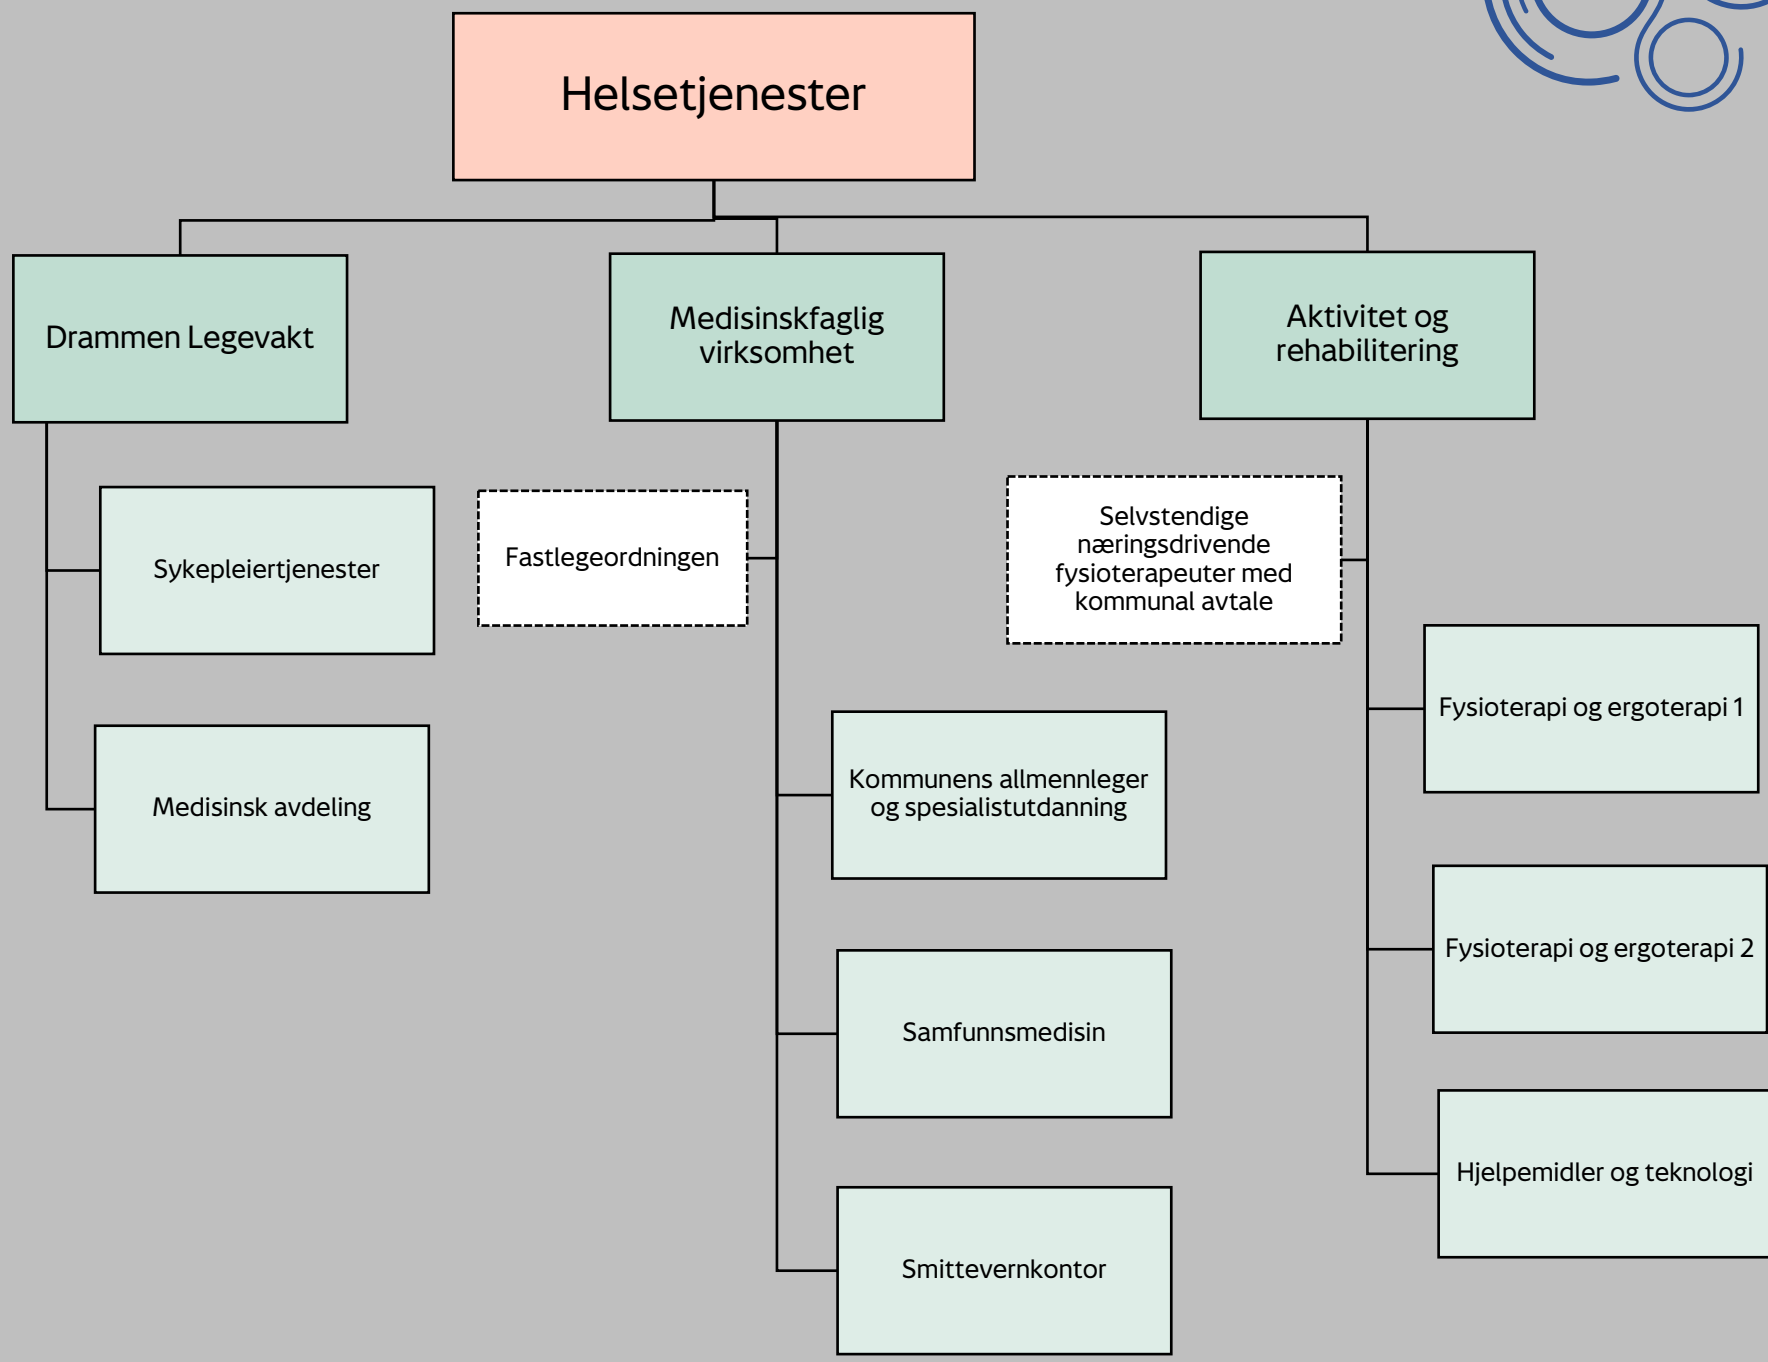 Helsetjenester
Drammen Legevakt
Sykepleiertjenester
Medisinsk avdeling
Medisinskfaglig
virksomhet
Fastlegeordningen
Kommunens allmennleger
og spesialistutdanning
Samfunnsmedisin
Smittevernkontor
Aktivitet og
rehabilitering
Selvstendige
næringsdrivende
fysioterapeuter med
kommunal avtale
Fysioterapi og ergoterapi 1
Fysioterapi og ergoterapi 2
Hjelpemidler og teknologi